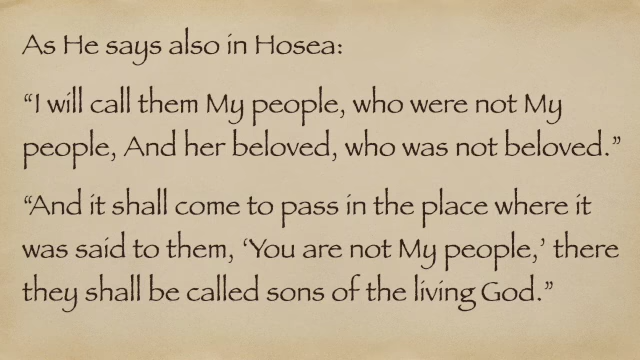 As He says also in Hosea:
“I will call them My people, who were not My
people, And her beloved, who was not beloved.”
“And it shall come to pass in the place where it
was said to them, ‘You are not My people,’ there
they shall be called sons of the living God.”